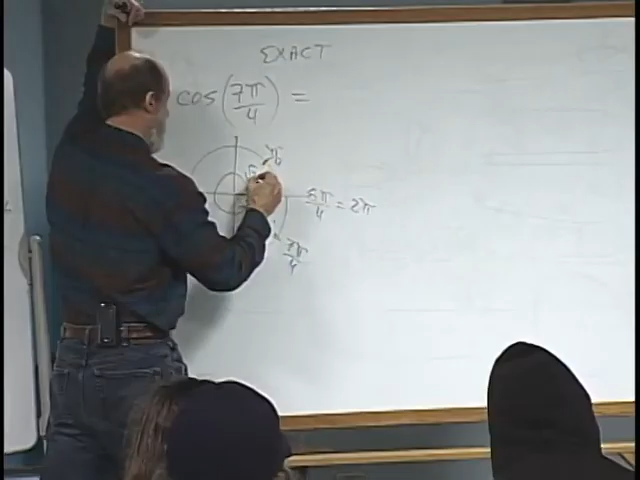 EXACT
cos(7π/4) =
8π/4 = 2π
7π/4